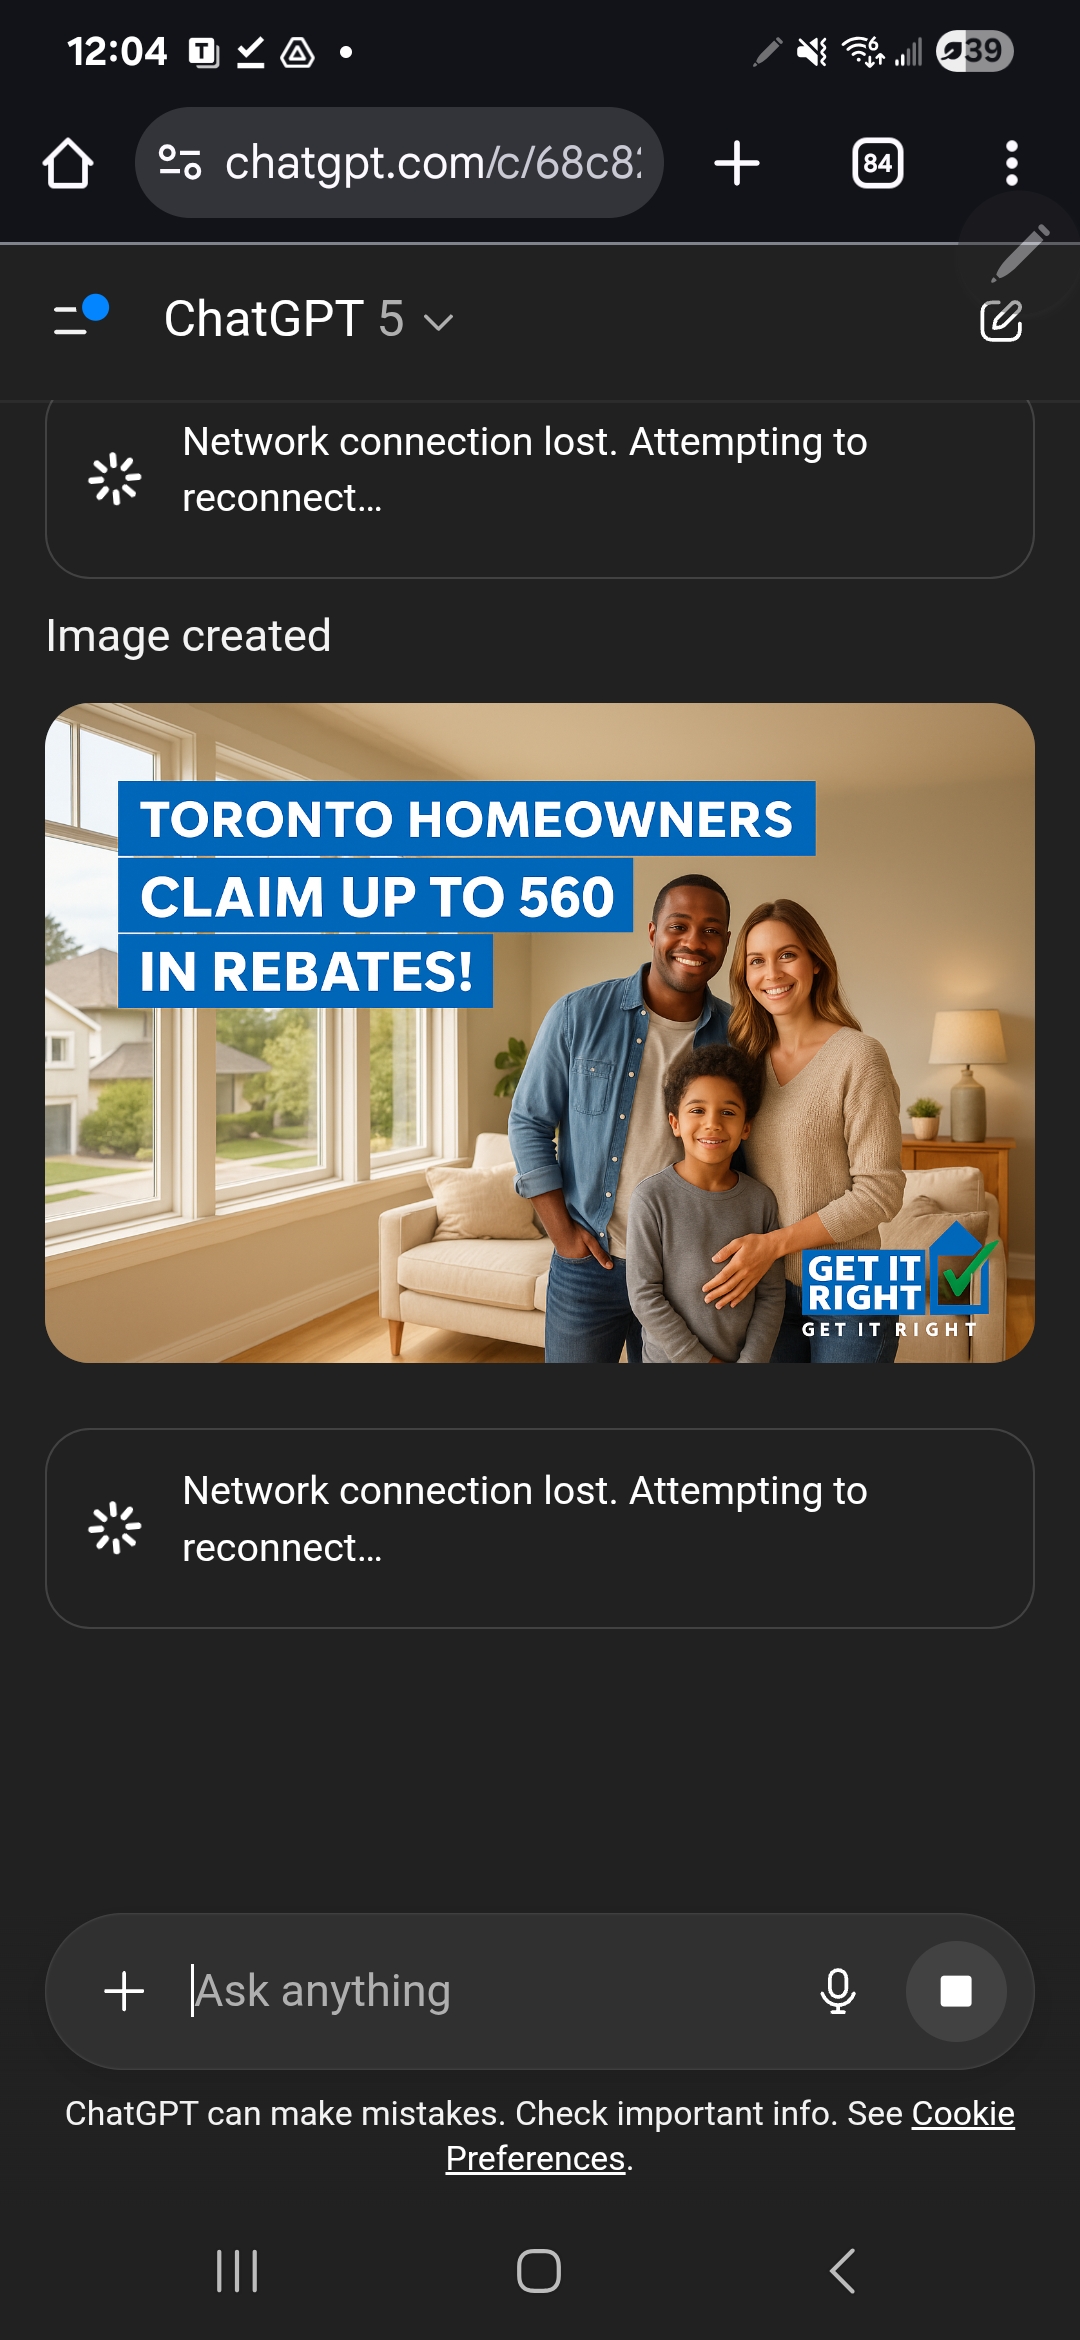 12:04
39
chatgpt.com/c/68c82
84
ChatGPT 5
Network connection lost. Attempting to
reconnect...
Image created
TORONTO HOMEOWNERS
CLAIM UP TO 560
IN REBATES!
GET IT
RIGHT
GET IT RIGHT
Network connection lost. Attempting to
reconnect...
Ask anything
ChatGPT can make mistakes. Check important info. See Cookie
Preferences.